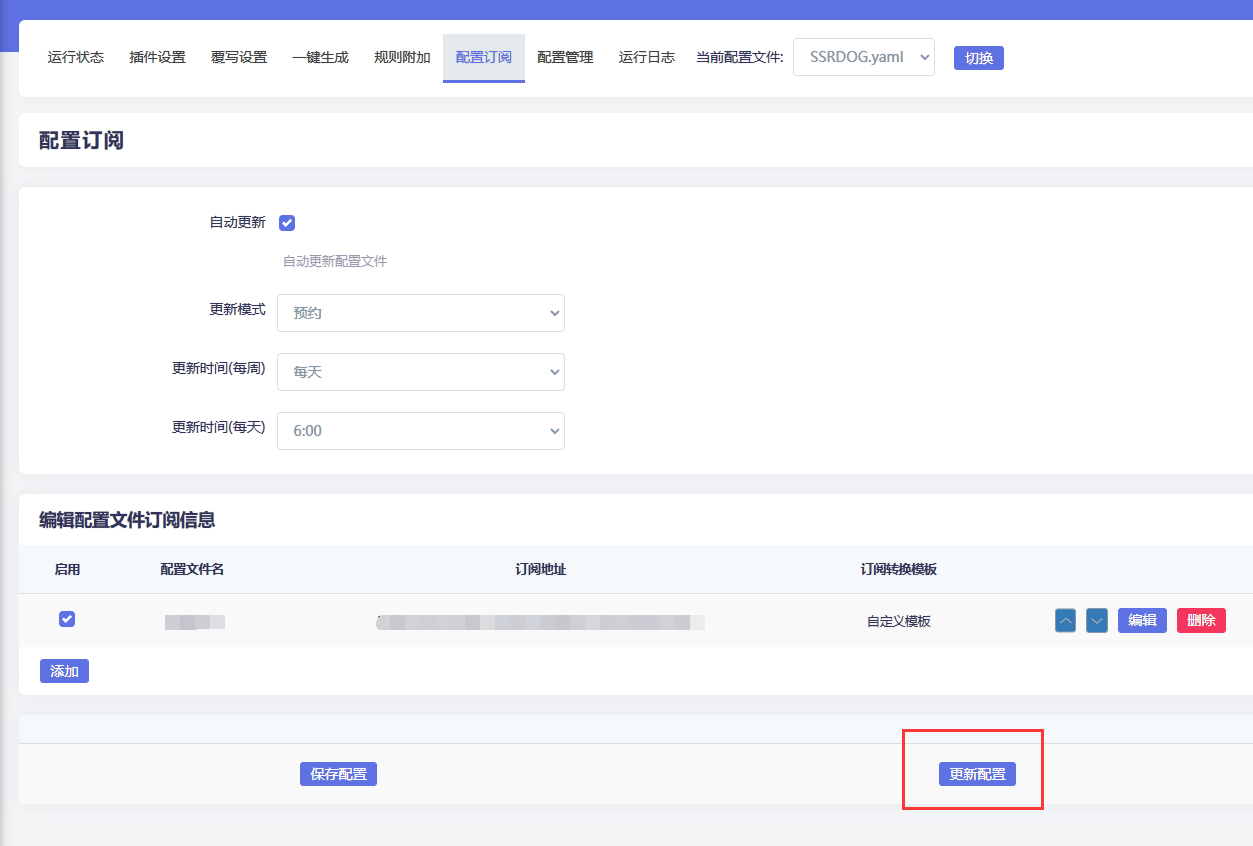 运行状态 插件设置 覆写设置 一键生成 规则附加 配置订阅 配置管理 运行日志 当前配置文件: SSRDOG.yaml 切换
配置订阅
自动更新
自动更新配置文件
更新模式 预约
更新时间(每周) 每天
更新时间(每天) 6:00
编辑配置文件订阅信息
启用 配置文件名 订阅地址 订阅转换模板
自定义模板 编辑 删除
添加
保存配置 更新配置